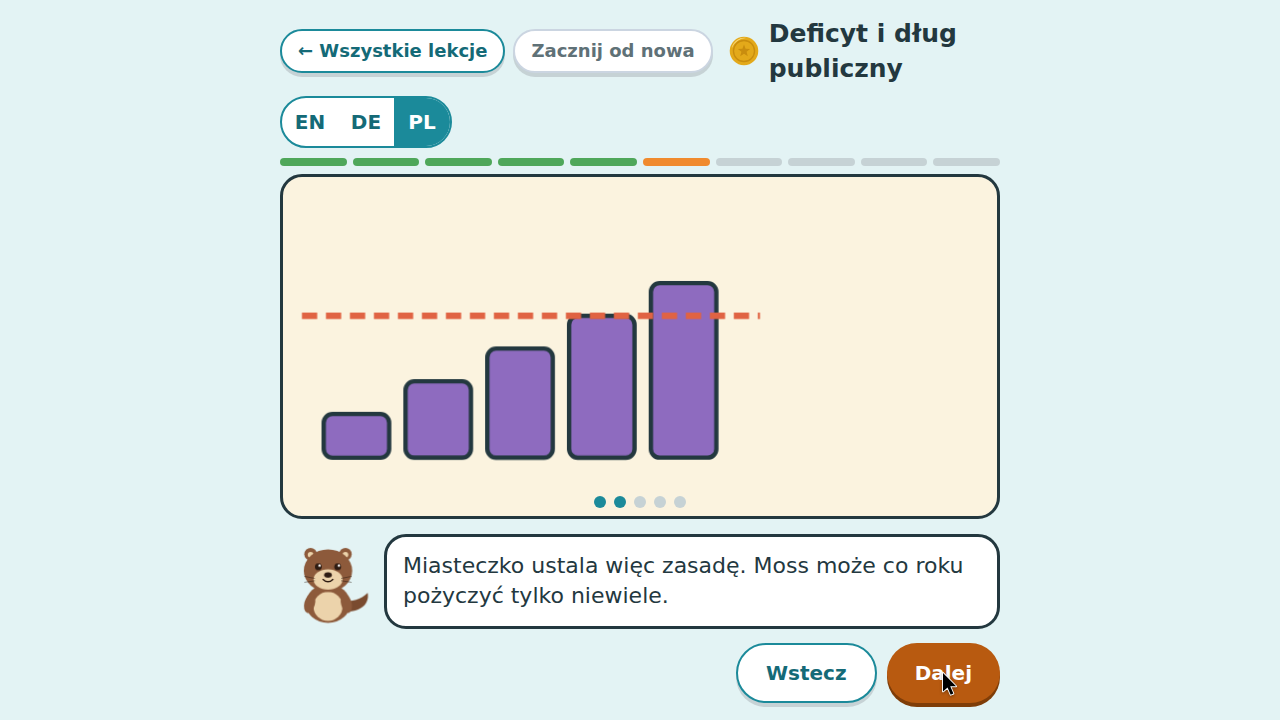 ← Wszystkie lekcje
Zacznij od nowa
Deficyt i dług
publiczny
EN DE PL
Miasteczko ustala więc zasadę. Moss może co roku
pożyczyć tylko niewiele.
Wstecz
Dalej